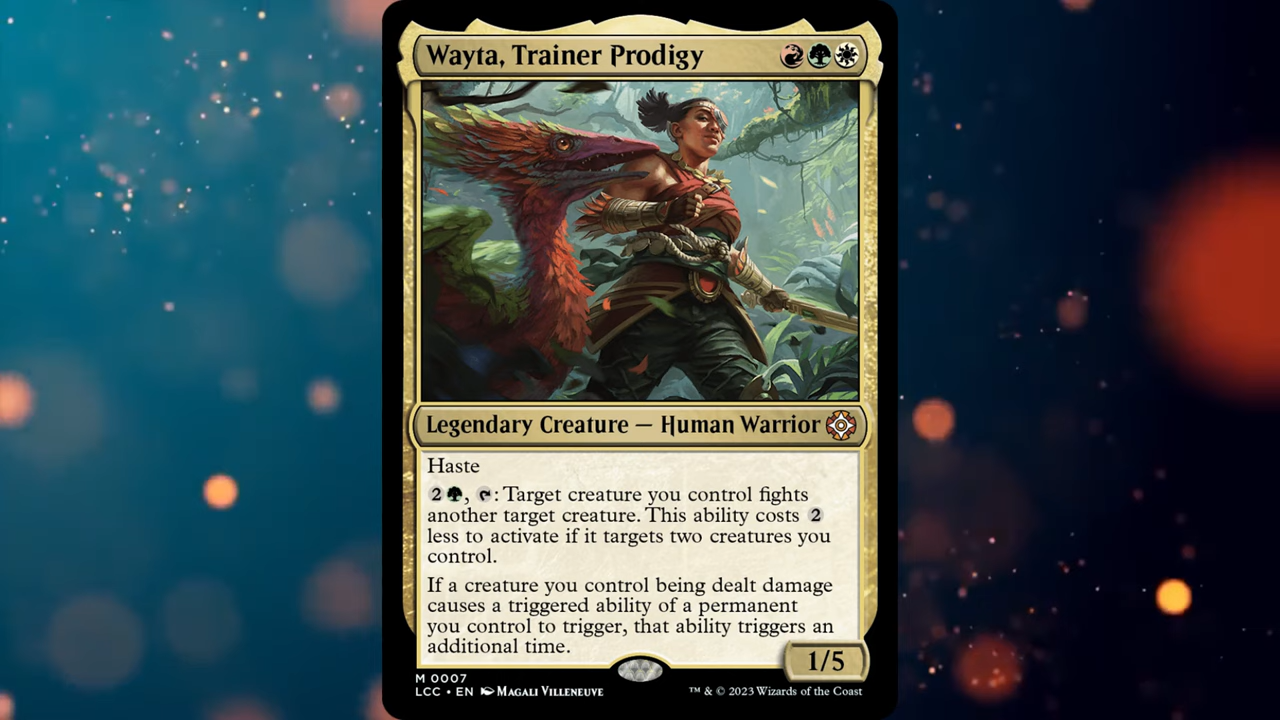 Wayta, Trainer Prodigy
Legendary Creature — Human Warrior
Haste
2, : Target creature you control fights
another target creature. This ability costs 2
less to activate if it targets two creatures you
control.
If a creature you control being dealt damage
causes a triggered ability of a permanent
you control to trigger, that ability triggers an
additional time.
1/5
M 0007
LCC • EN Magali Villeneuve
™ & © 2023 Wizards of the Coast